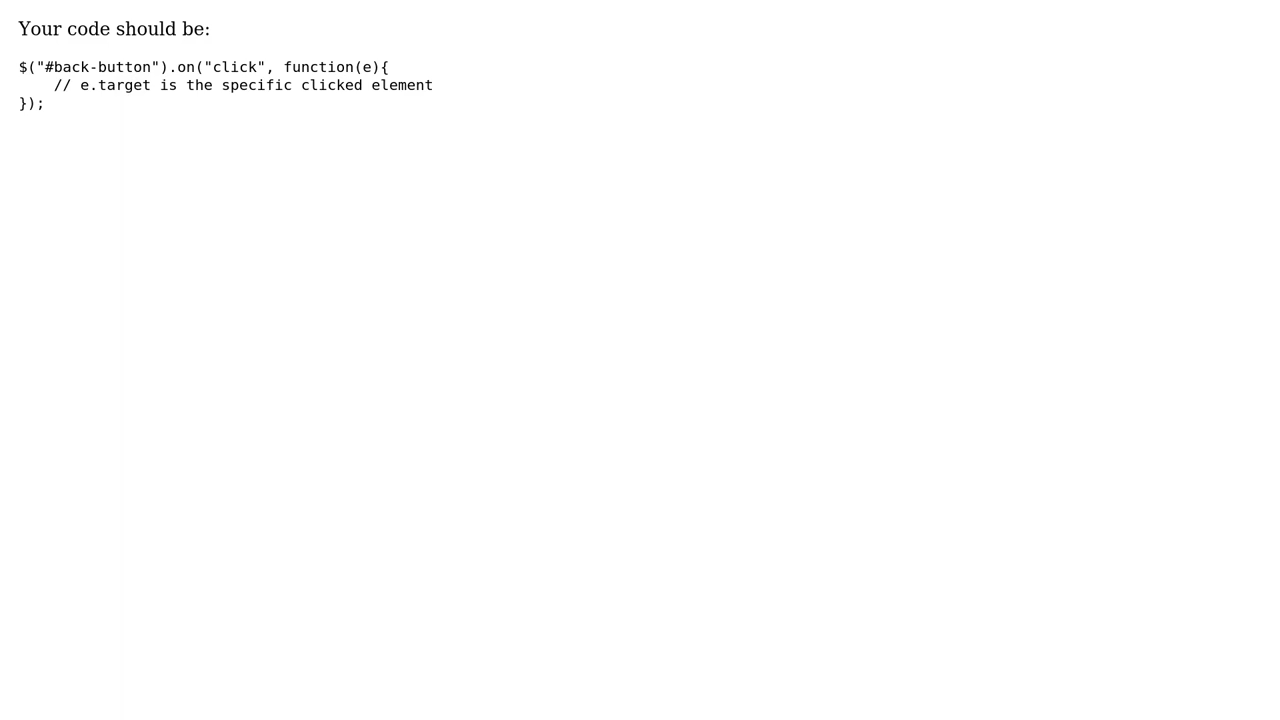 Your code should be:
$("#back-button").on("click", function(e){
    // e.target is the specific clicked element
});